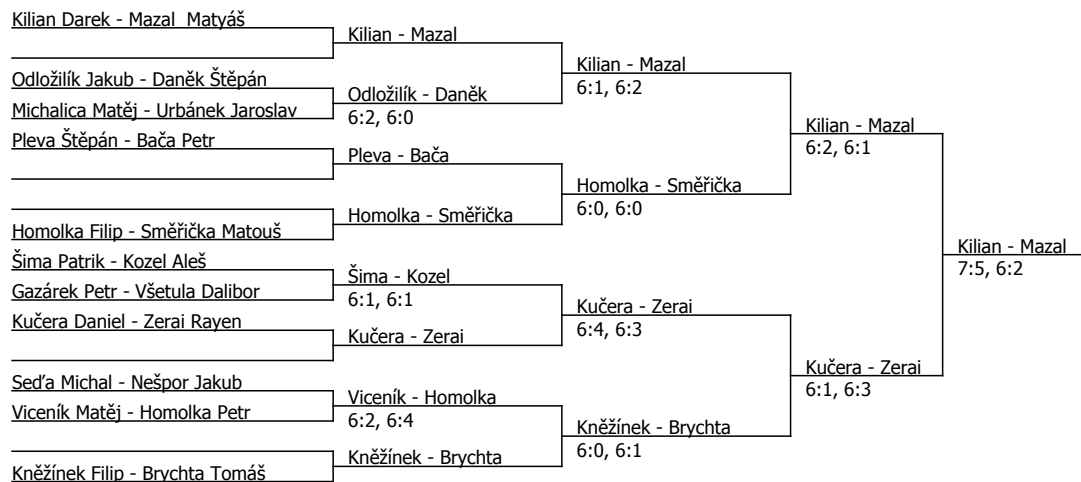 Kilian Darek - Mazal  Matyáš
Kilian - Mazal
Kilian - Mazal
6:1, 6:2
Odložilík Jakub - Daněk Štěpán
Odložilík - Daněk
6:2, 6:0
Michalica Matěj - Urbánek Jaroslav
Kilian - Mazal
6:2, 6:1
Pleva Štěpán - Bača Petr
Pleva - Bača
Homolka - Směřička
6:0, 6:0
Homolka - Směřička
Homolka Filip - Směřička Matouš
Kilian - Mazal
7:5, 6:2
Šima Patrik - Kozel Aleš
Šima - Kozel
6:1, 6:1
Gazárek Petr - Všetula Dalibor
Kučera - Zerai
6:4, 6:3
Kučera Daniel - Zerai Rayen
Kučera - Zerai
Kučera - Zerai
6:1, 6:3
Seďa Michal - Nešpor Jakub
Viceník - Homolka
6:2, 6:4
Viceník Matěj - Homolka Petr
Kněžínek - Brychta
6:0, 6:1
Kněžínek - Brychta
Kněžínek Filip - Brychta Tomáš